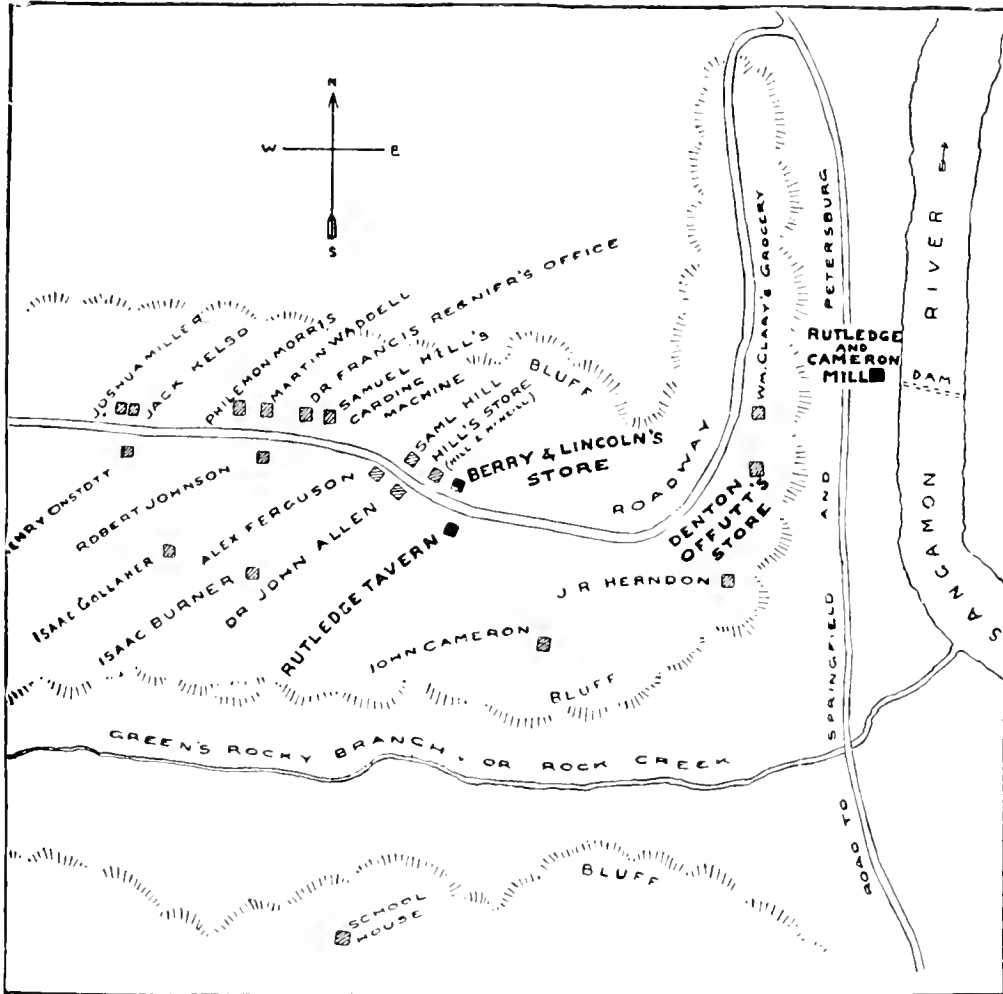 N
W E
S
RIVER
SANGAMON
PETERSBURG
AND
SPRINGFIELD
ROAD TO
WM. CLARY'S GROCERY
RUTLEDGE
AND
CAMERON
MILL
DAM
JOSHUA MILLER
JACK KELSO
PHILEMON MORRIS
MARTIN WADDELL
DR FRANCIS REGNIER'S OFFICE
SAMUEL HILL'S
CARDING
MACHINE
SAML HILL
HILL'S STORE
(HILL & McNEILL)
BLUFF
BERRY & LINCOLN'S
STORE
ROADWAY
DENTON
OFFUTT'S
STORE
HENRY ONSTOTT
ROBERT JOHNSON
ISAAC GOLLAHER
ALEX FERGUSON
ISAAC BURNER
DR JOHN ALLEN
RUTLEDGE TAVERN
J R HERNDON
JOHN CAMERON
BLUFF
GREEN'S ROCKY BRANCH, OR ROCK CREEK
BLUFF
SCHOOL
HOUSE